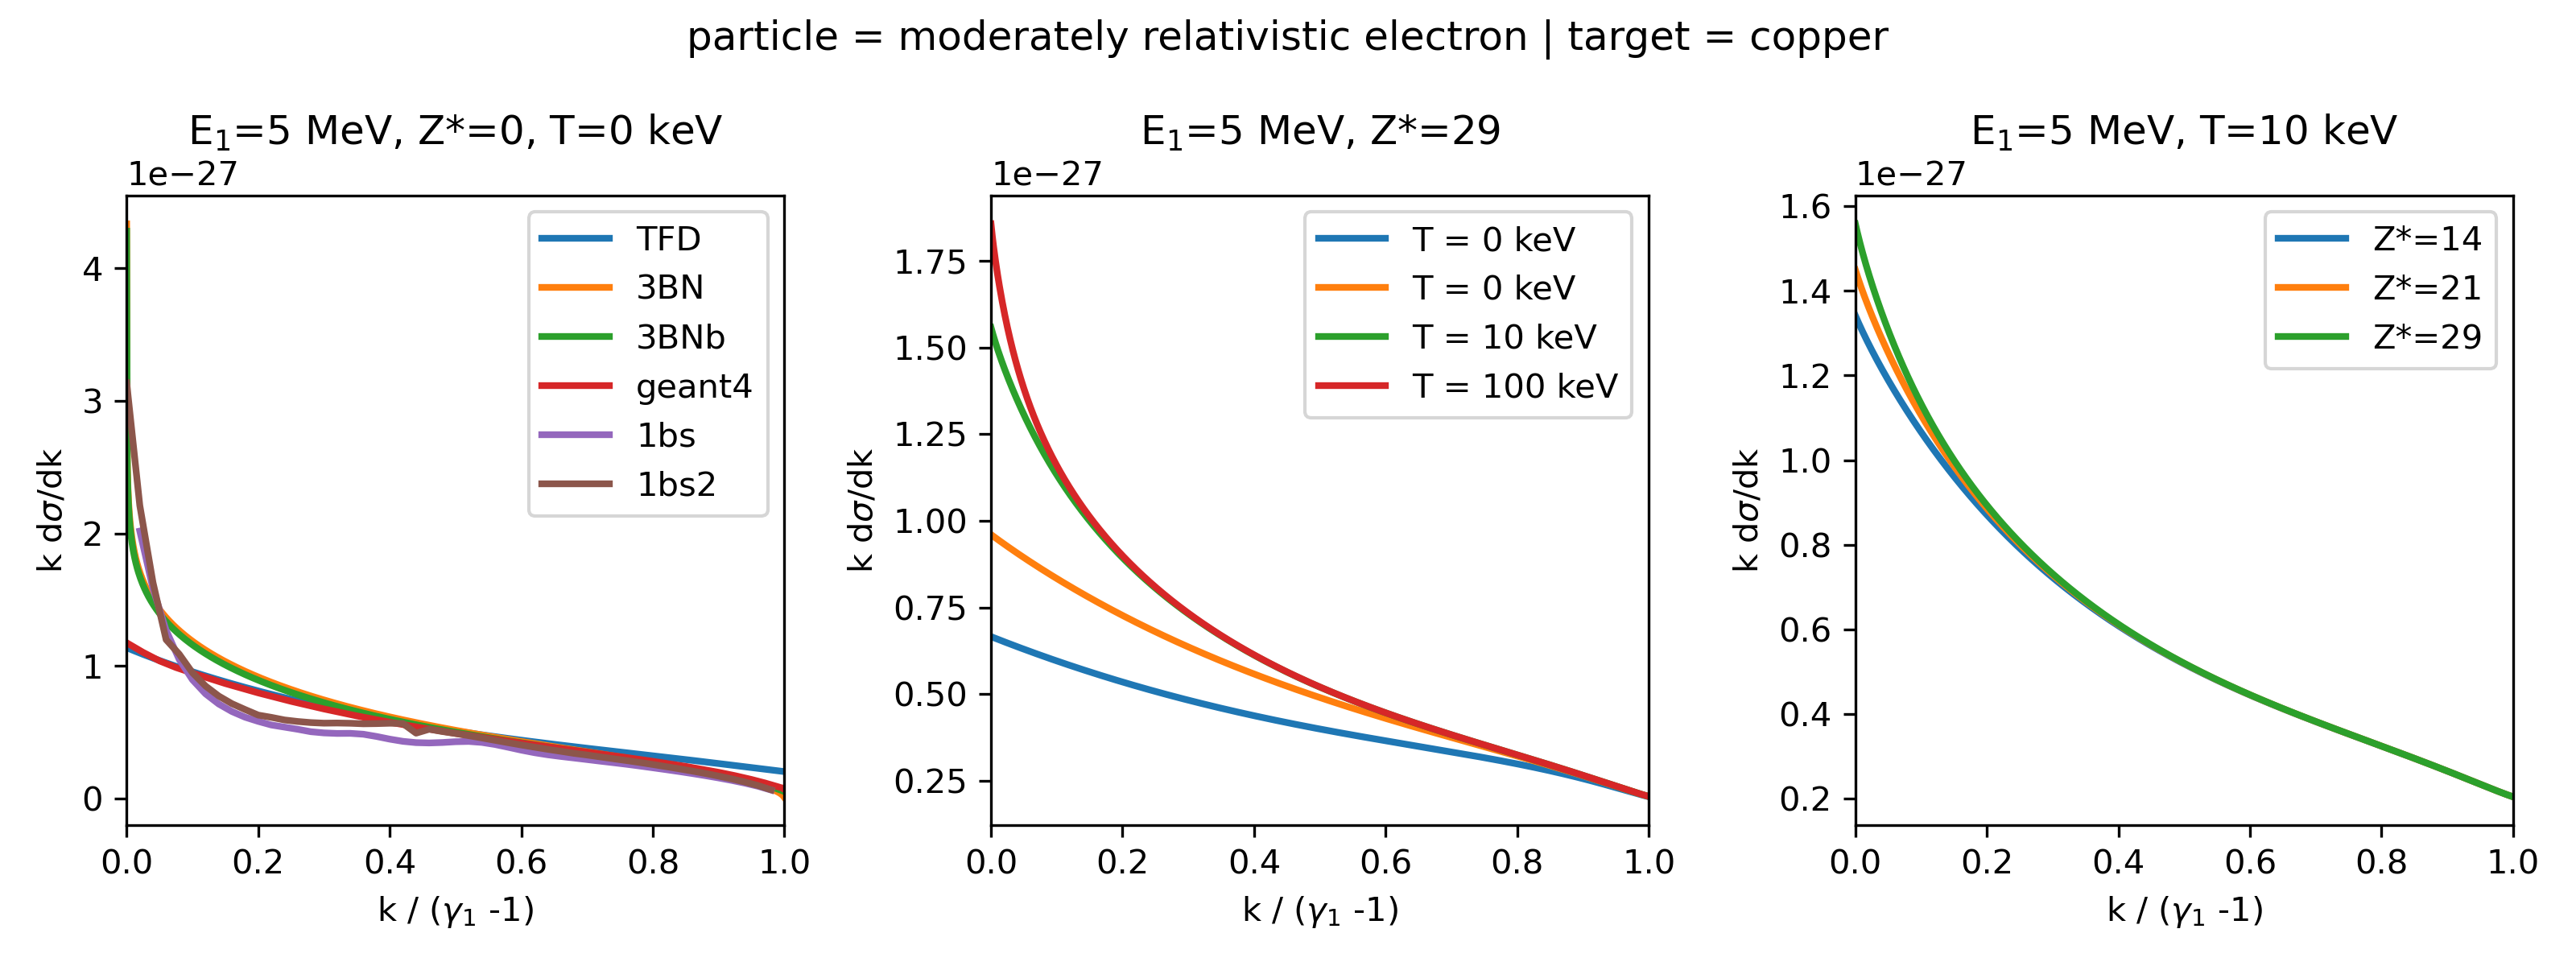 particle = moderately relativistic electron | target = copper
E₁=5 MeV, Z*=0, T=0 keV
1e−27
4
3
2
1
0
k dσ/dk
0.0 0.2 0.4 0.6 0.8 1.0
k / (γ₁ -1)
TFD
3BN
3BNb
geant4
1bs
1bs2
E₁=5 MeV, Z*=29
1e−27
1.75
1.50
1.25
1.00
0.75
0.50
0.25
k dσ/dk
0.0 0.2 0.4 0.6 0.8 1.0
k / (γ₁ -1)
T = 0 keV
T = 0 keV
T = 10 keV
T = 100 keV
E₁=5 MeV, T=10 keV
1e−27
1.6
1.4
1.2
1.0
0.8
0.6
0.4
0.2
k dσ/dk
0.0 0.2 0.4 0.6 0.8 1.0
k / (γ₁ -1)
Z*=14
Z*=21
Z*=29